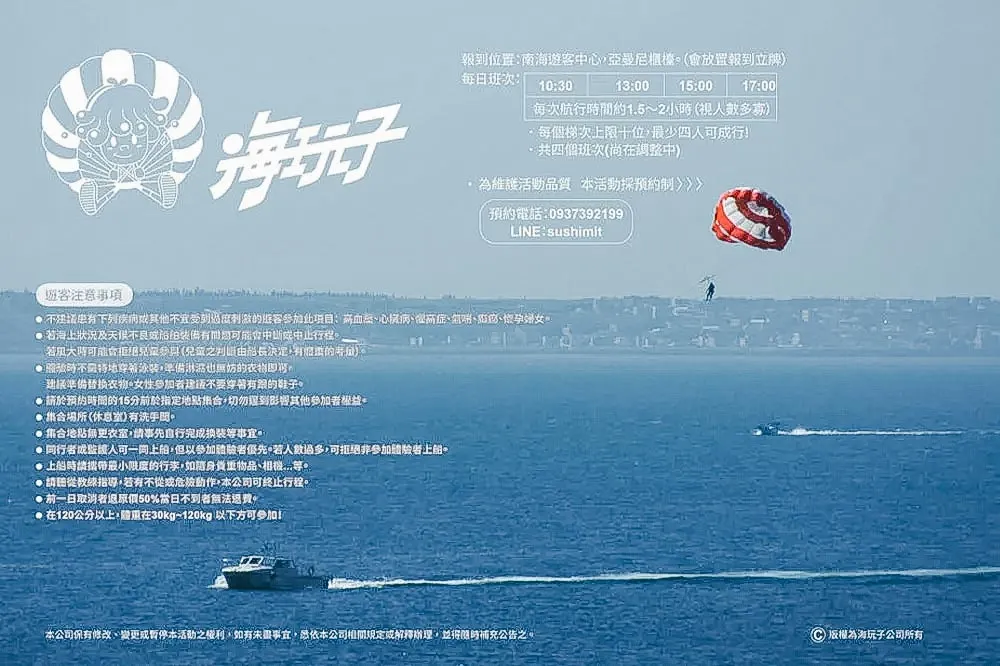 海玩子
報到位置：南海遊客中心，亞曼尼櫃檯。（會放置報到立牌）
每日班次：
10:30 13:00 15:00 17:00
每次航行時間約1.5～2小時（視人數多寡）
・每個梯次上限十位，最少四人可成行！
・共四個班次(尚在調整中)
・為維護活動品質 本活動採預約制〉〉〉
預約電話：0937392199
LINE：sushimit
遊客注意事項
● 不建議患有下列疾病或其他不宜受到過度刺激的遊客參加此項目：高血壓、心臟病、懼高症、氣喘、癲癇、懷孕婦女。
● 若海上狀況及天候不良或船舶裝備有問題可能會中斷或中止行程。
若風大時可能會拒絕兒童參與（兒童之判斷由船長決定，有體重的考量）。
● 體驗時不需特地穿著泳裝，準備淋濕也無妨的衣物即可。
建議準備替換衣物。女性參加者建議不要穿著有跟的鞋子。
● 請於預約時間的15分前於指定地點集合，切勿遲到影響其他參加者權益。
● 集合場所（休息室）有洗手間。
● 集合地點無更衣室，請事先自行完成換裝等事宜。
● 同行者或監護人可一同上船，但以參加體驗者優先。若人數過多，可拒絕非參加體驗者上船。
● 上船時請攜帶最小限度的行李，如隨身貴重物品、相機...等。
● 請聽從教練指導，若有不從或危險動作，本公司可終止行程。
● 前一日取消者退原價50%當日不到者無法退費。
● 在120公分以上，體重在30kg~120kg 以下方可參加！
本公司保有修改、變更或暫停本活動之權利，如有未盡事宜，悉依本公司相關規定或解釋辦理，並得隨時補充公告之。
Ⓒ 版權為海玩子公司所有